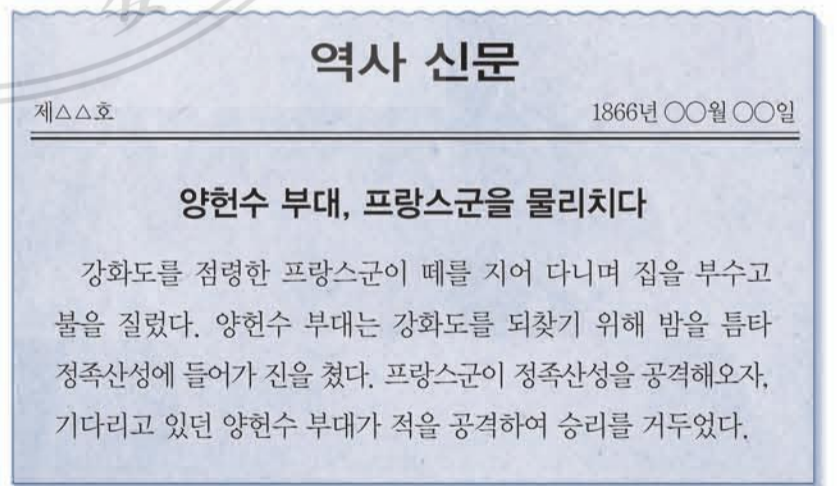 역사 신문
제△△호 1866년 ○○월 ○○일
양헌수 부대, 프랑스군을 물리치다
강화도를 점령한 프랑스군이 떼를 지어 다니며 집을 부수고
불을 질렀다. 양헌수 부대는 강화도를 되찾기 위해 밤을 틈타
정족산성에 들어가 진을 쳤다. 프랑스군이 정족산성을 공격해오자,
기다리고 있던 양헌수 부대가 적을 공격하여 승리를 거두었다.